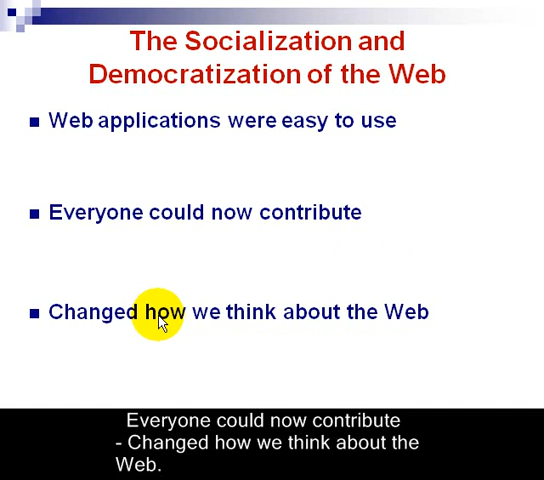 The Socialization and
Democratization of the Web
Web applications were easy to use
Everyone could now contribute
Changed how we think about the Web
Everyone could now contribute
- Changed how we think about the
Web.